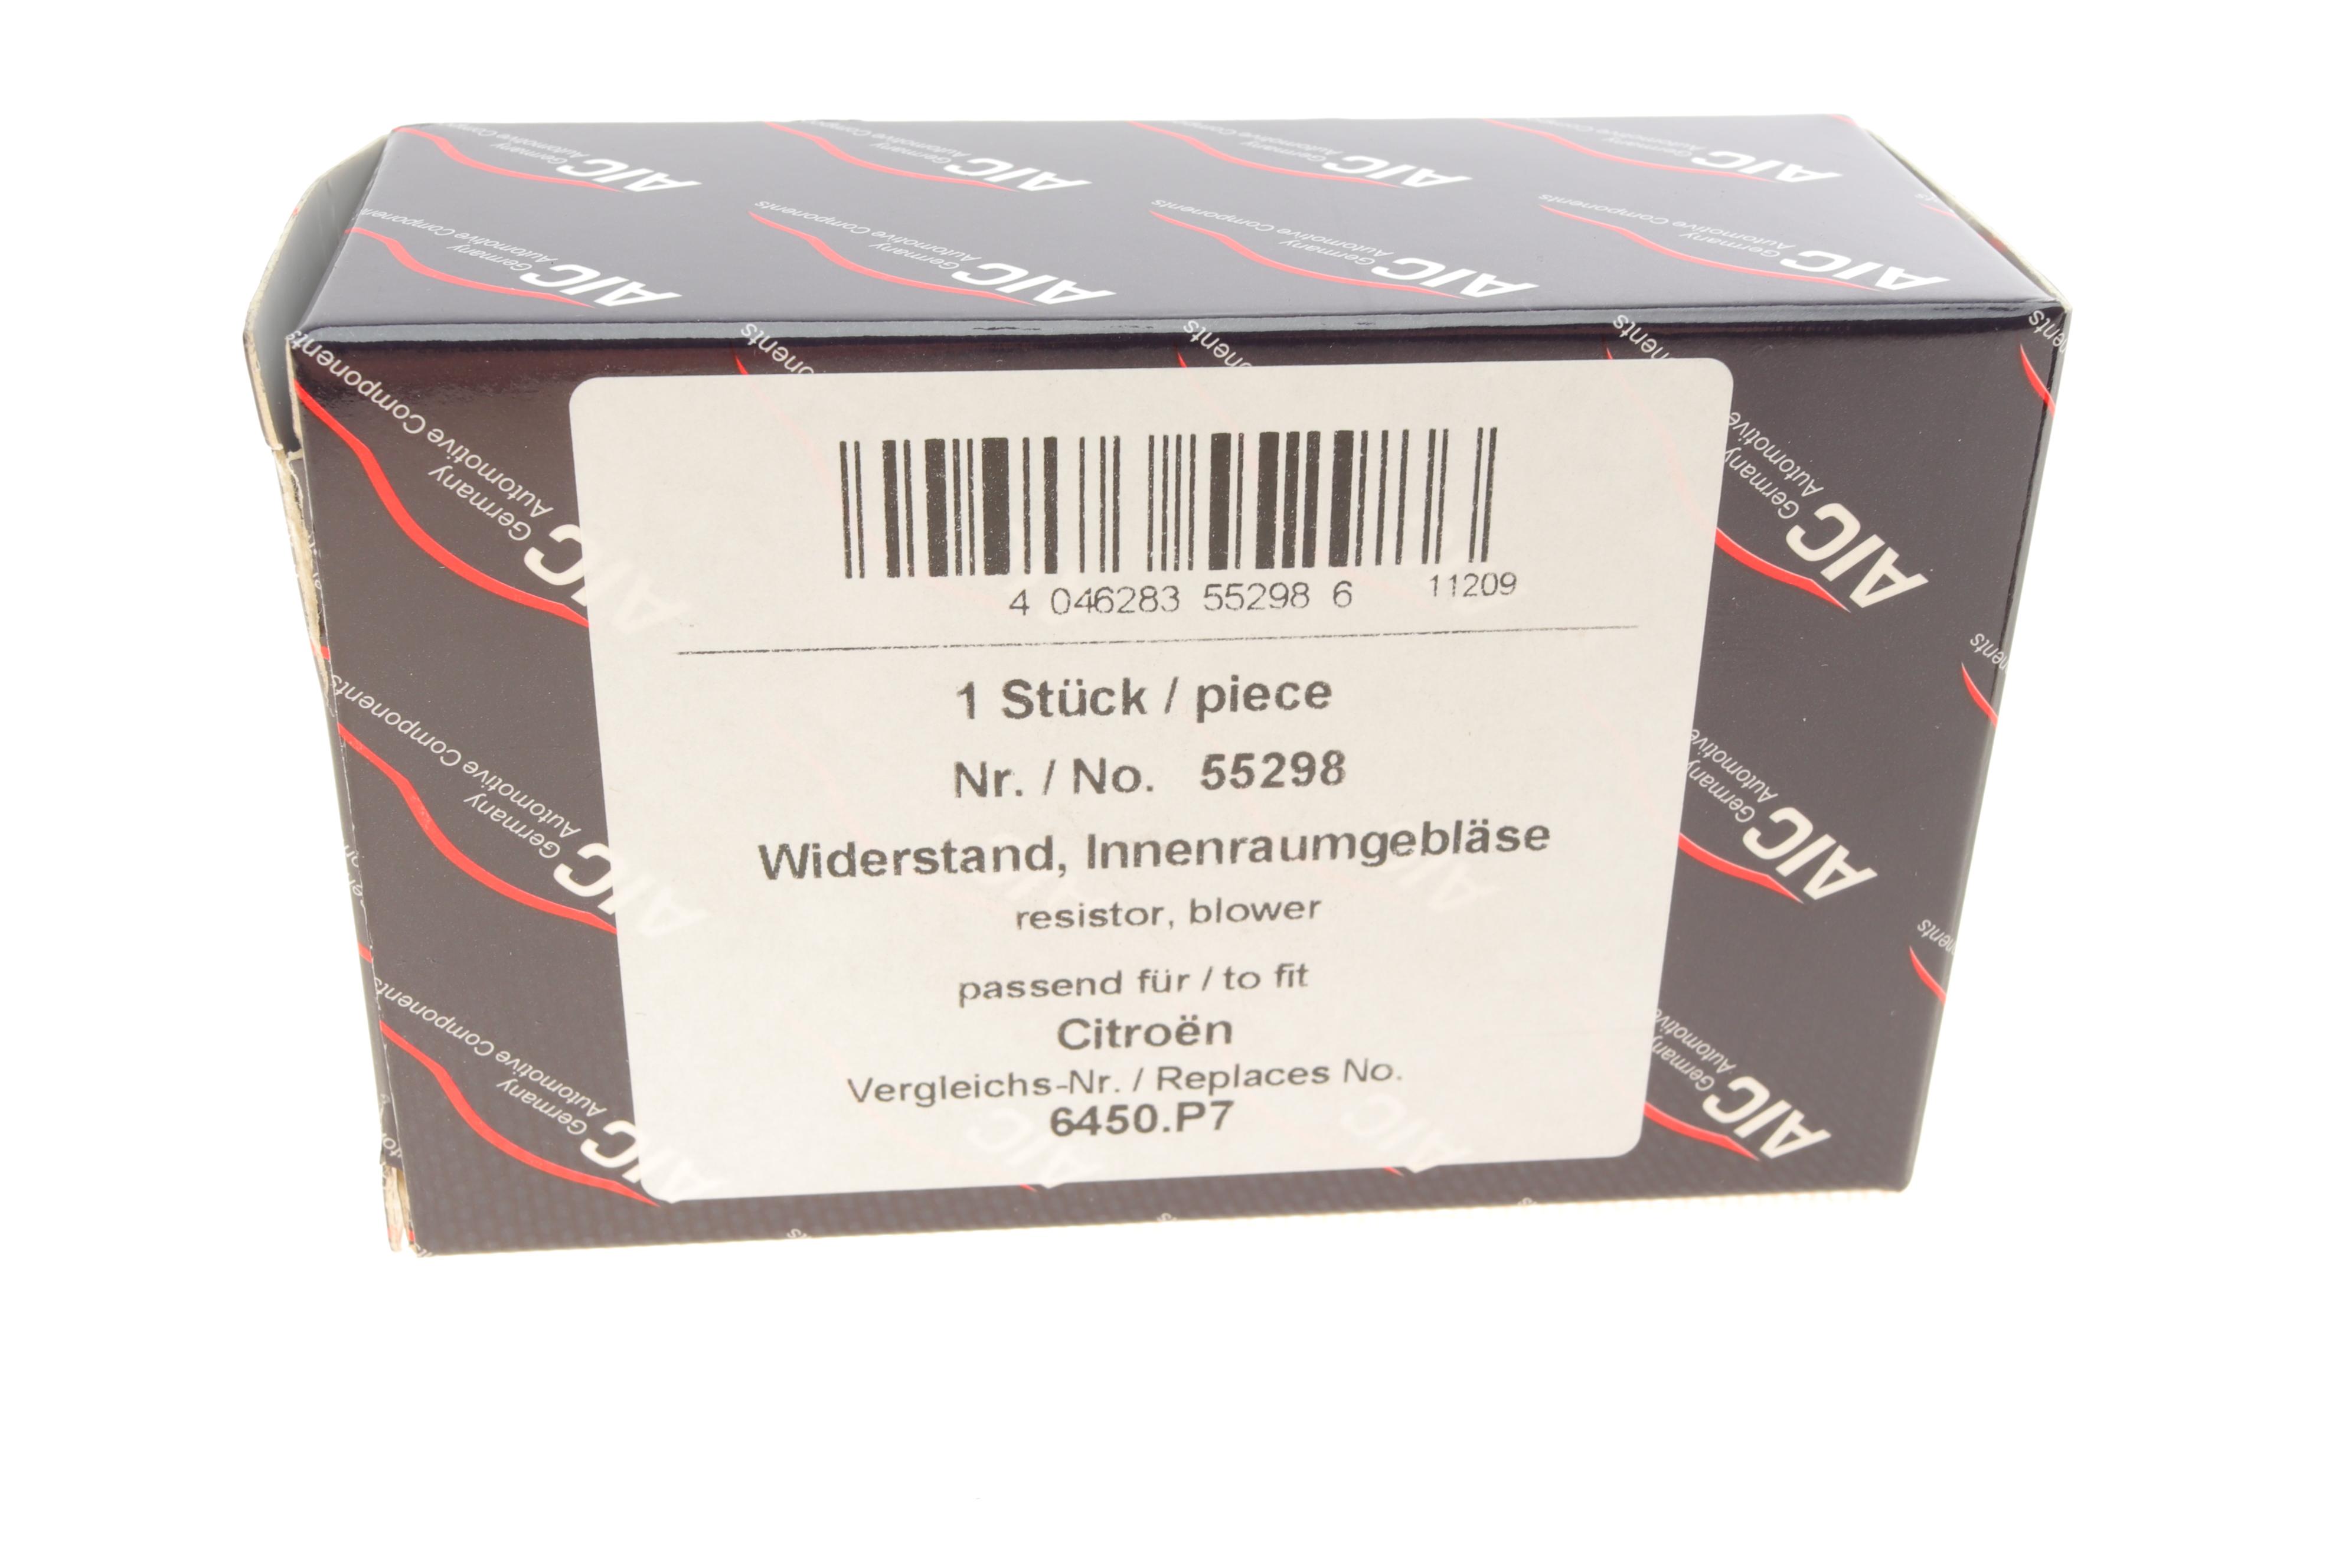 AIC Germany Automotive Components
4 046283 55298 6 11209
1 Stück / piece
Nr. / No. 55298
Widerstand, Innenraumgebläse
resistor, blower
passend für / to fit
Citroën
Vergleichs-Nr. / Replaces No.
6450.P7